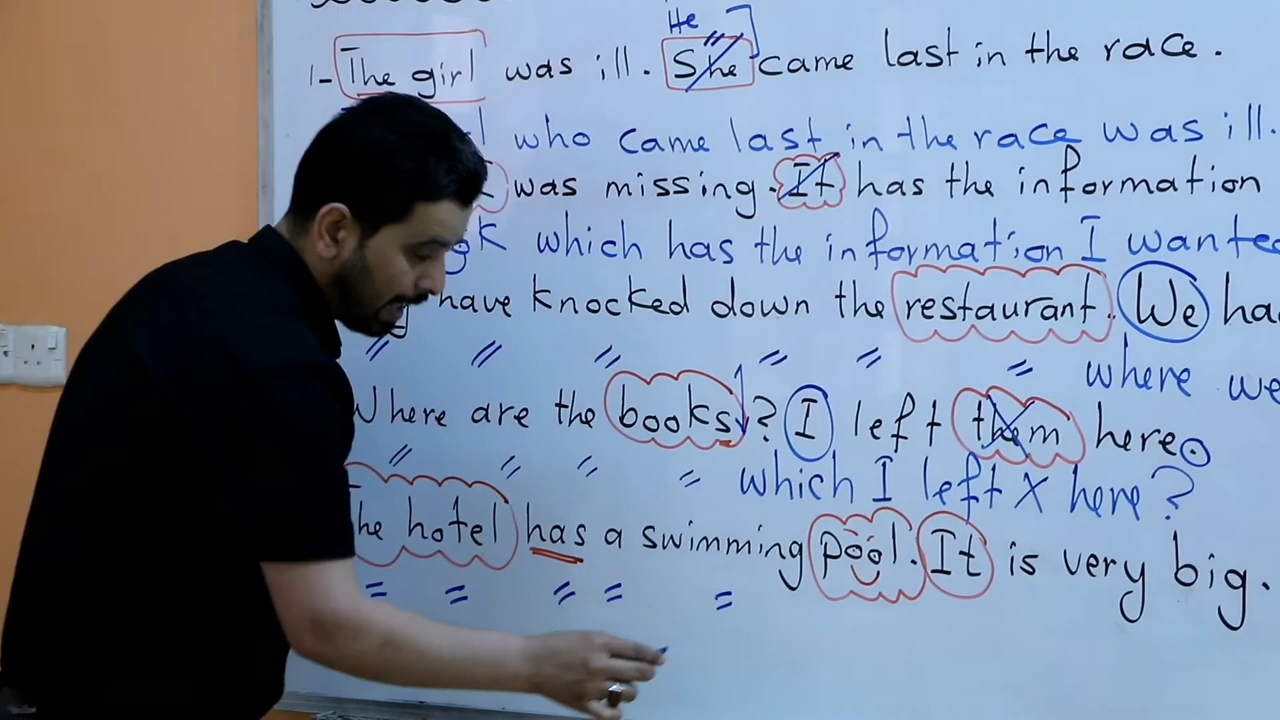 He
1- The girl was ill. She came last in the race.
who came last in the race was ill.
was missing. It has the information
which has the information I wanted
have knocked down the restaurant. We ha
where we
Where are the books? I left them here.
which I left X here?
The hotel has a swimming pool. It is very big.